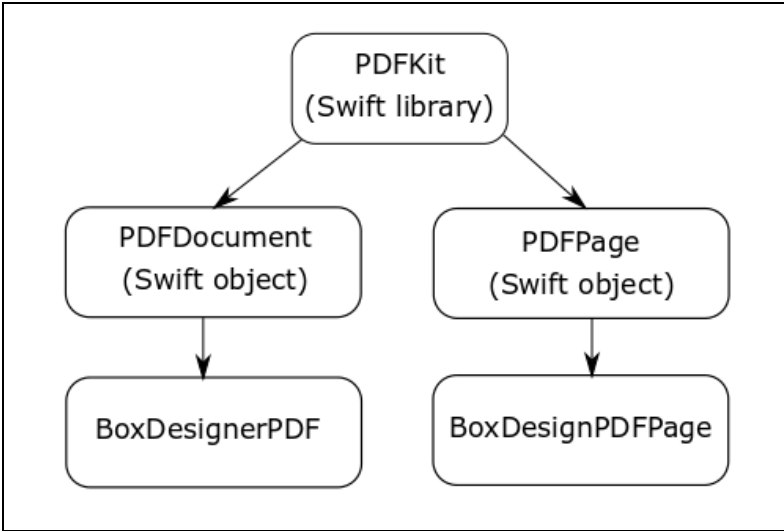 PDFKit
(Swift library)
PDFDocument
(Swift object)
PDFPage
(Swift object)
BoxDesignerPDF
BoxDesignPDFPage